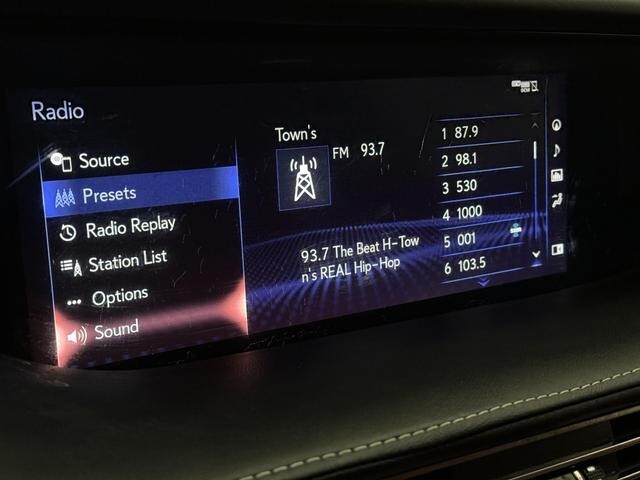 Radio
Source
Presets
Radio Replay
Station List
Options
Sound
Town's
FM 93.7
93.7 The Beat H-Tow
n's REAL Hip-Hop
1 87.9
2 98.1
3 530
4 1000
5 001
6 103.5